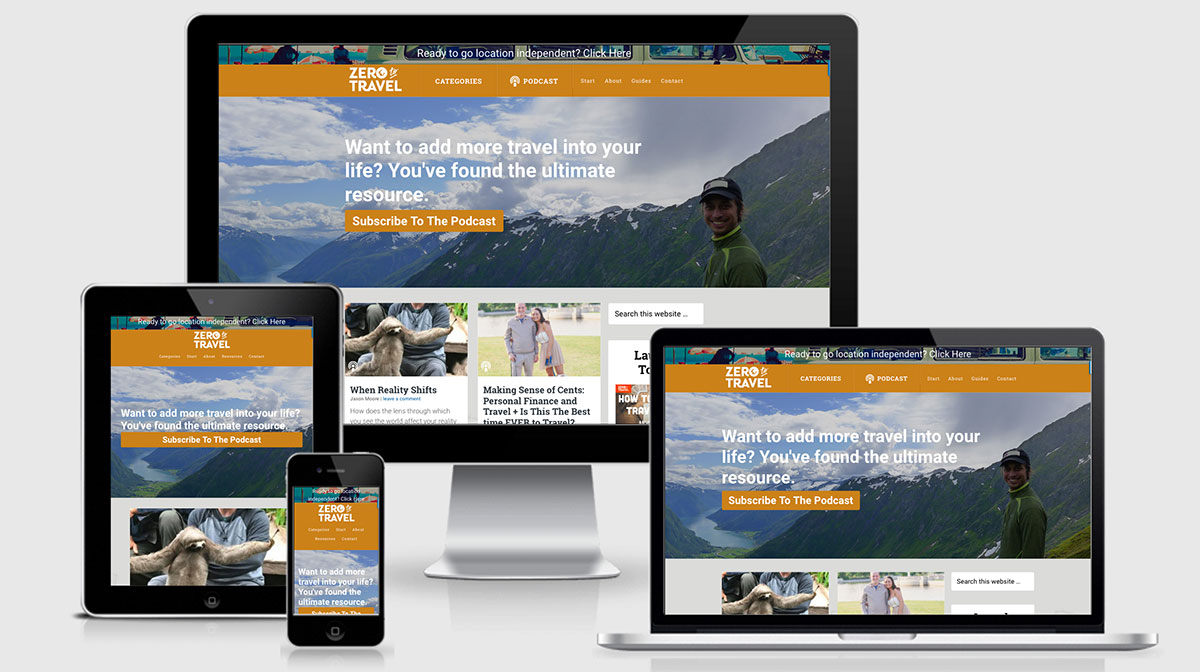 Ready to go location independent? Click Here
ZERO To TRAVEL
CATEGORIES PODCAST Start About Guides Contact
Want to add more travel into your
life? You've found the ultimate
resource.
Subscribe To The Podcast
Search this website ...
When Reality Shifts
Jason Moore | leave a comment
How does the lens through which
you see the world affect your reality
Making Sense of Cents:
Personal Finance and
Travel + Is This The Best
time EVER to Travel?
La
To
HOW TO
TRAV
Ready to go location independent? Click Here
ZERO To TRAVEL
Categories Start About Resources Contact
Want to add more travel into your life?
You've found the ultimate resource.
Subscribe To The Podcast
Ready to go location
independent? Click Here
ZERO To TRAVEL
Categories Start About
Resources Contact
Want to add more
travel into your life?
You've found the
ultimate resource.
Subscribe To The
Ready to go location independent? Click Here
ZERO To TRAVEL
CATEGORIES PODCAST Start About Guides Contact
Want to add more travel into your
life? You've found the ultimate
resource.
Subscribe To The Podcast
Search this website ...